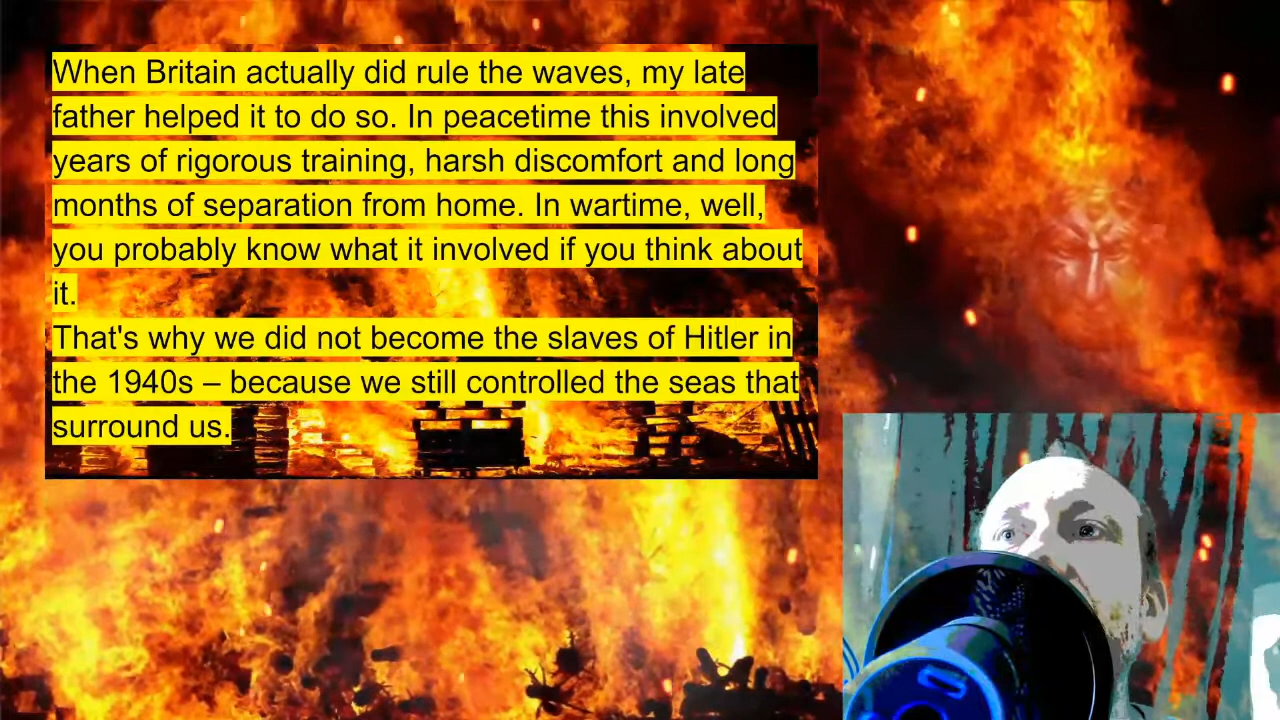 When Britain actually did rule the waves, my late
father helped it to do so. In peacetime this involved
years of rigorous training, harsh discomfort and long
months of separation from home. In wartime, well,
you probably know what it involved if you think about
it.
That's why we did not become the slaves of Hitler in
the 1940s – because we still controlled the seas that
surround us.